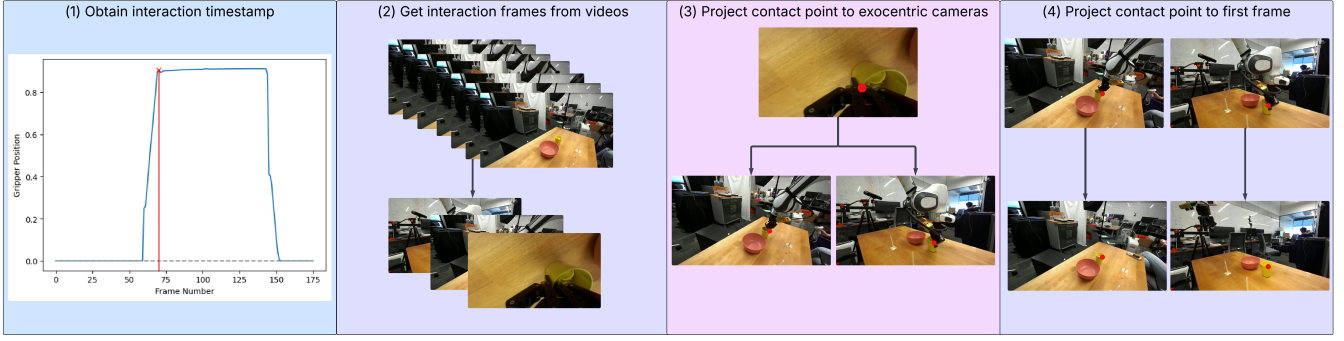 (1) Obtain interaction timestamp
(2) Get interaction frames from videos
(3) Project contact point to exocentric cameras
(4) Project contact point to first frame
Gripper Position
0.8
0.6
0.4
0.2
0.0
0 25 50 75 100 125 150 175
Frame Number